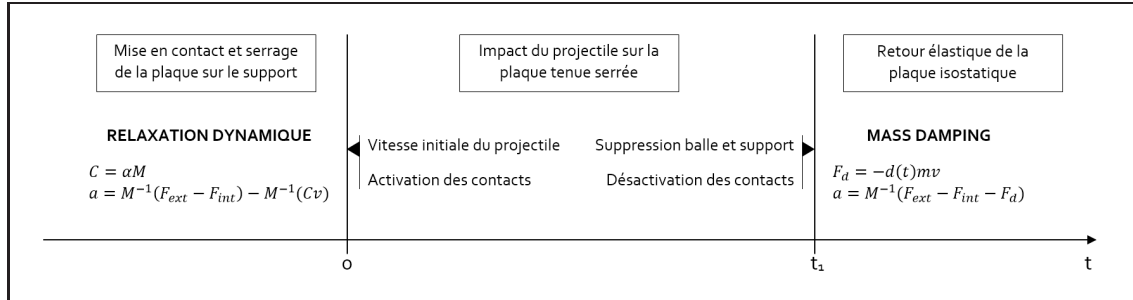 Mise en contact et serrage
de la plaque sur le support
Impact du projectile sur la
plaque tenue serrée
Retour élastique de la
plaque isostatique
RELAXATION DYNAMIQUE
C = αM
a = M⁻¹(F_ext − F_int) − M⁻¹(Cv)
Vitesse initiale du projectile
Activation des contacts
Suppression balle et support
Désactivation des contacts
MASS DAMPING
F_d = −d(t)mv
a = M⁻¹(F_ext − F_int − F_d)
0
t₁
t